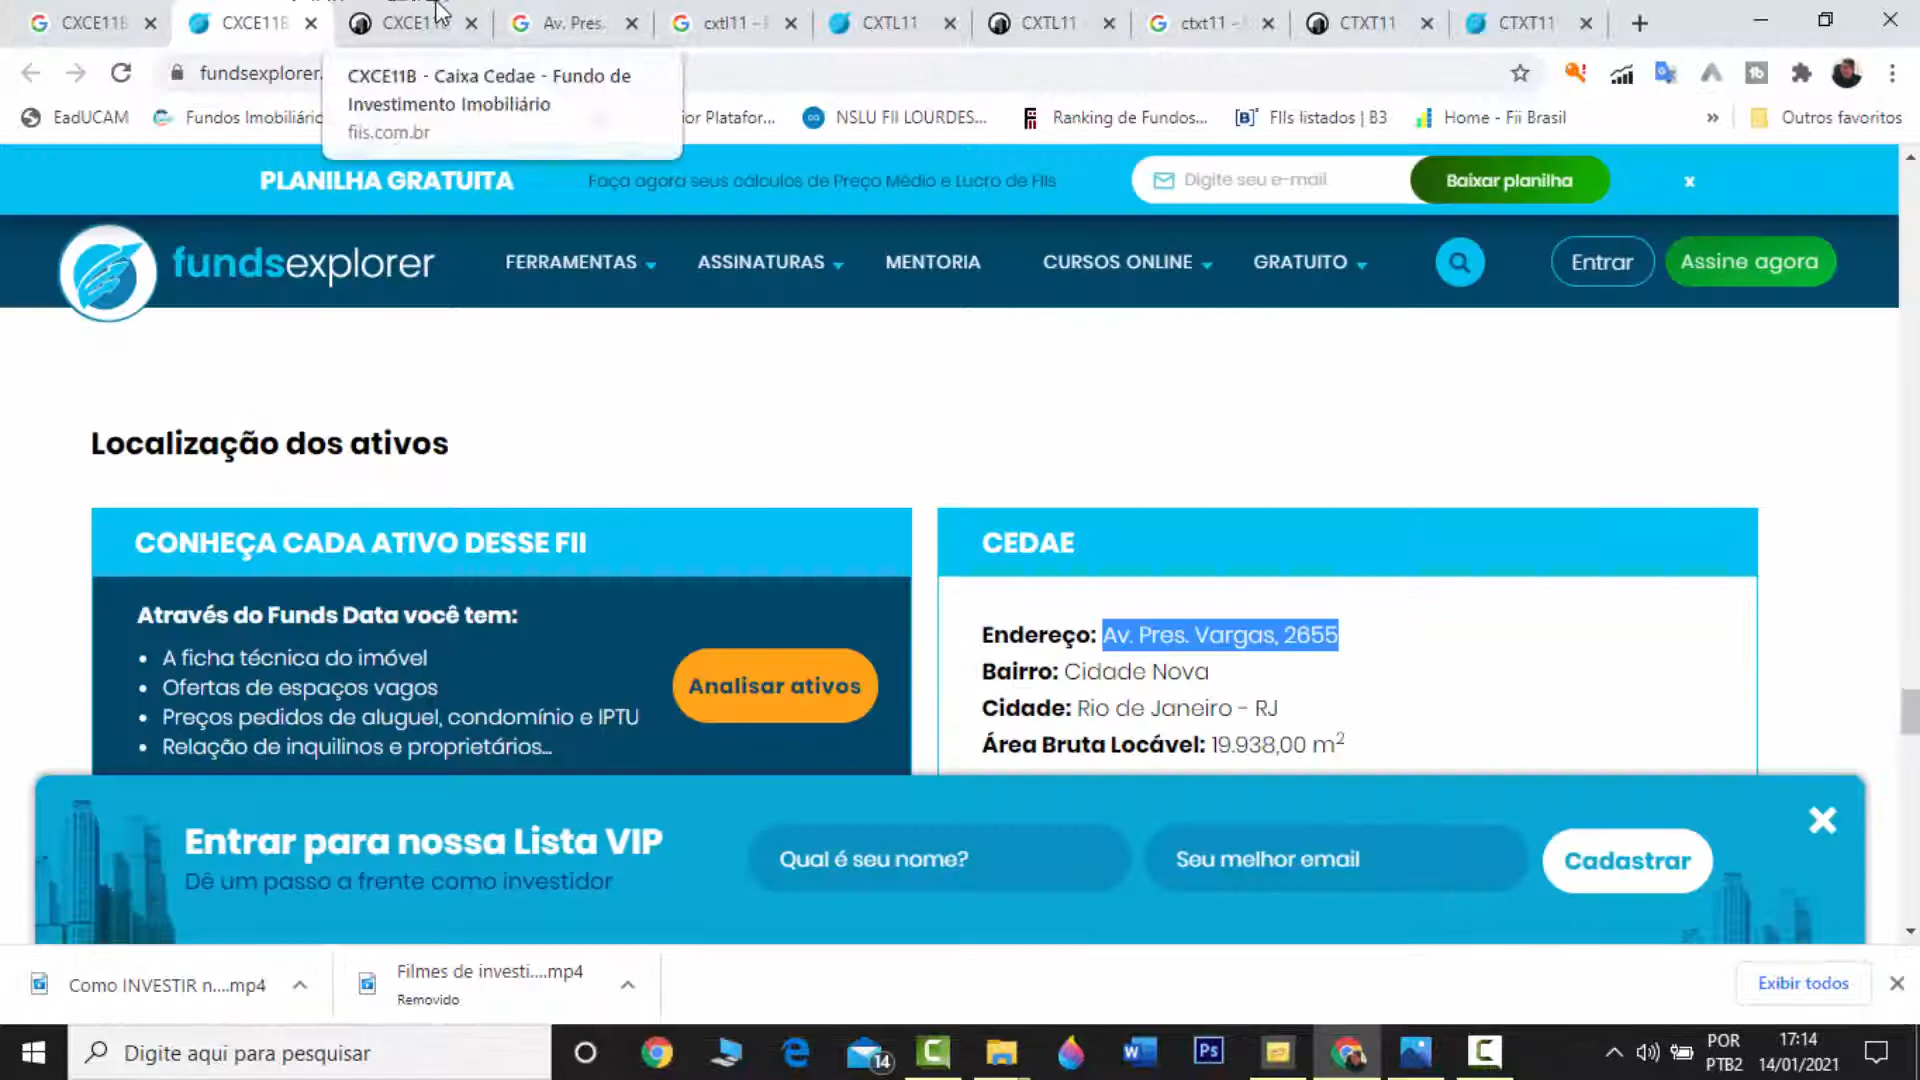 CXCE11B
CXCE11B
CXCE11
Av. Pres.
cxtl11 -
CXTL11
CXTL11
ctxt11 -
CTXT11
CTXT11
fundsexplorer.
CXCE11B - Caixa Cedae - Fundo de
Investimento Imobiliário
fiis.com.br
EadUCAM
Fundos Imobiliário
ior Platafor...
NSLU FII LOURDES...
Ranking de Fundos...
FIIs listados | B3
Home - Fii Brasil
»
Outros favoritos
PLANILHA GRATUITA
Faça agora seus cálculos de Preço Médio e Lucro de FIIs
Digite seu e-mail
Baixar planilha
x
fundsexplorer
FERRAMENTAS
ASSINATURAS
MENTORIA
CURSOS ONLINE
GRATUITO
Entrar
Assine agora
Localização dos ativos
CONHEÇA CADA ATIVO DESSE FII
Através do Funds Data você tem:
• A ficha técnica do imóvel
• Ofertas de espaços vagos
• Preços pedidos de aluguel, condomínio e IPTU
• Relação de inquilinos e proprietários...
Analisar ativos
CEDAE
Endereço: Av. Pres. Vargas, 2655
Bairro: Cidade Nova
Cidade: Rio de Janeiro - RJ
Área Bruta Locável: 19.938,00 m²
Entrar para nossa Lista VIP
Dê um passo a frente como investidor
Qual é seu nome?
Seu melhor email
Cadastrar
Como INVESTIR n....mp4
Filmes de investi....mp4
Removido
Exibir todos
Digite aqui para pesquisar
14
Ps
POR
PTB2
17:14
14/01/2021